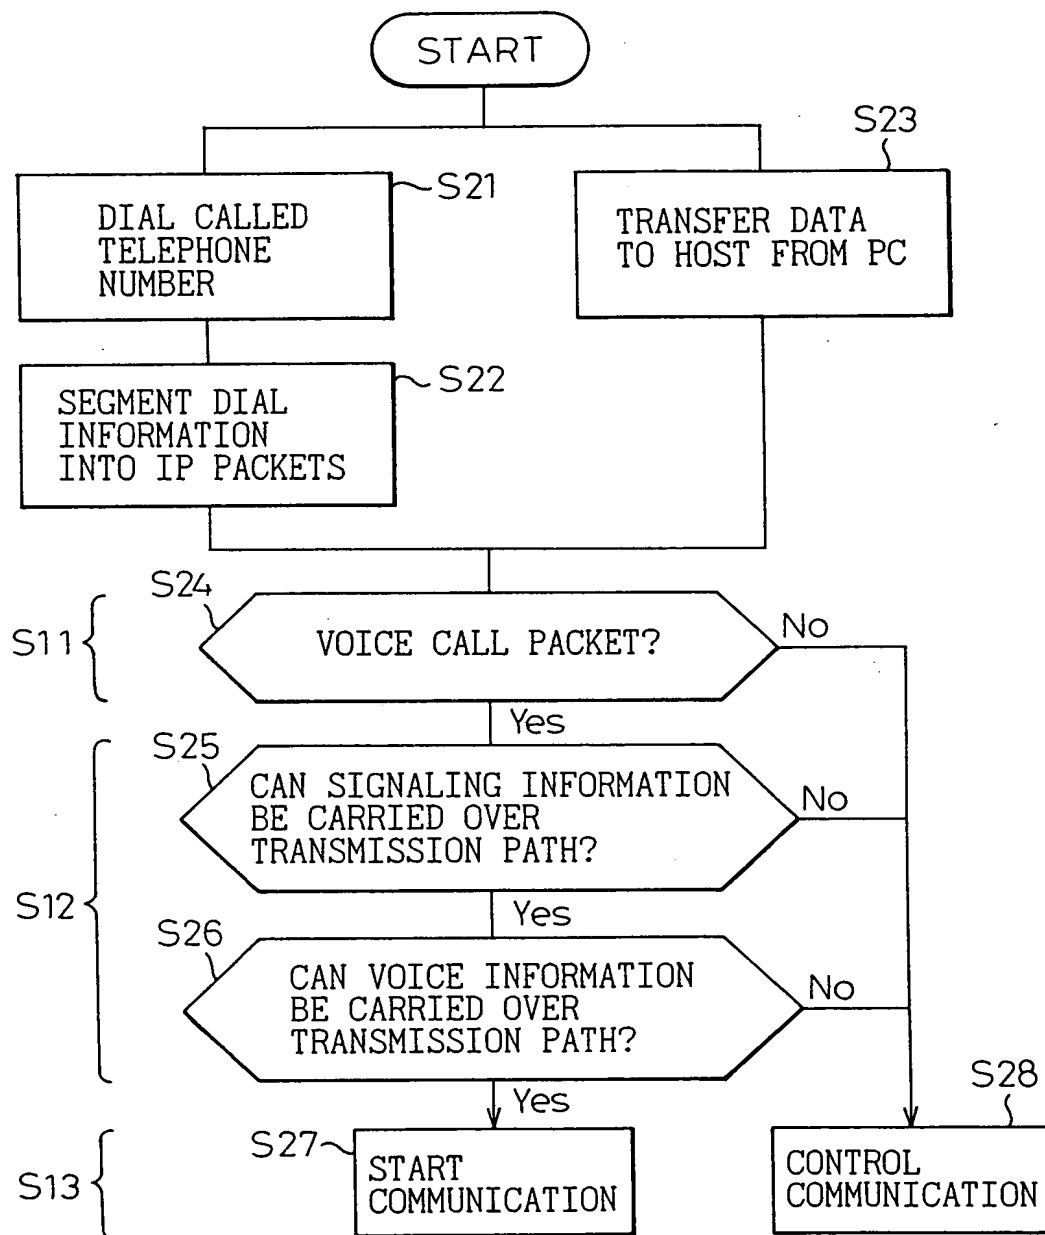 START
S23
S21
DIAL CALLED
TELEPHONE
NUMBER
TRANSFER DATA
TO HOST FROM PC
S22
SEGMENT DIAL
INFORMATION
INTO IP PACKETS
S24
S11
VOICE CALL PACKET?
No
Yes
S25
CAN SIGNALING INFORMATION
BE CARRIED OVER
TRANSMISSION PATH?
No
S12
Yes
S26
CAN VOICE INFORMATION
BE CARRIED OVER
TRANSMISSION PATH?
No
Yes
S28
S27
S13
START
COMMUNICATION
CONTROL
COMMUNICATION